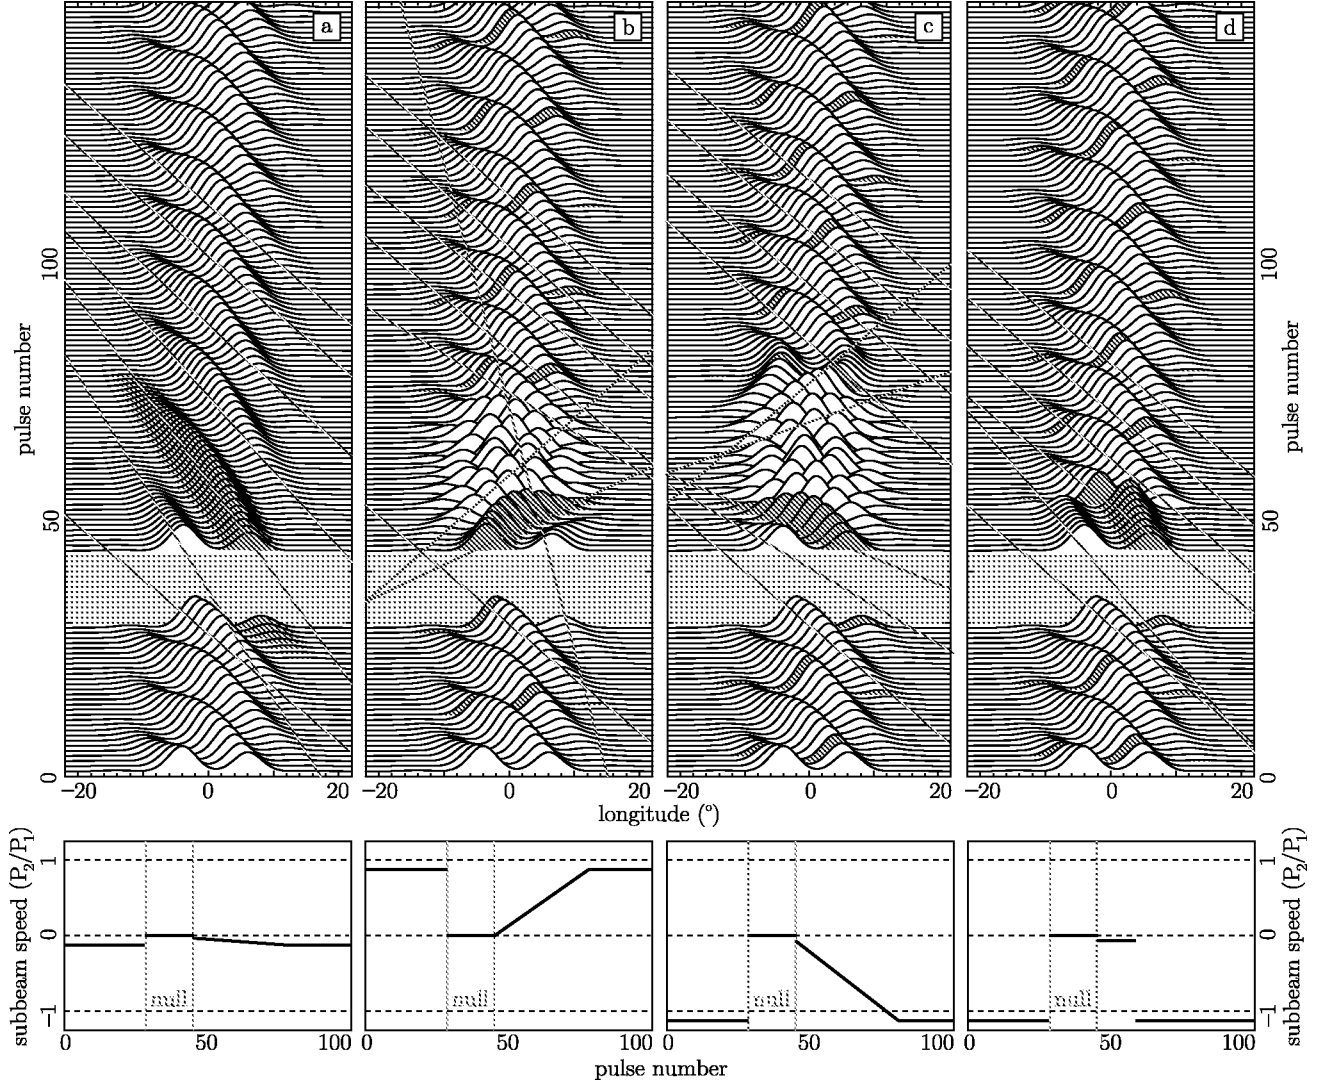 a b c d
pulse number
0 50 100
0 50 100
pulse number
−20 0 20 −20 0 20 −20 0 20 −20 0 20
longitude (°)
subbeam speed (P₂/P₁)
1 0 −1
null null null null
1 0 −1
subbeam speed (P₂/P₁)
0 50 100 0 50 100 0 50 100 0 50 100
pulse number